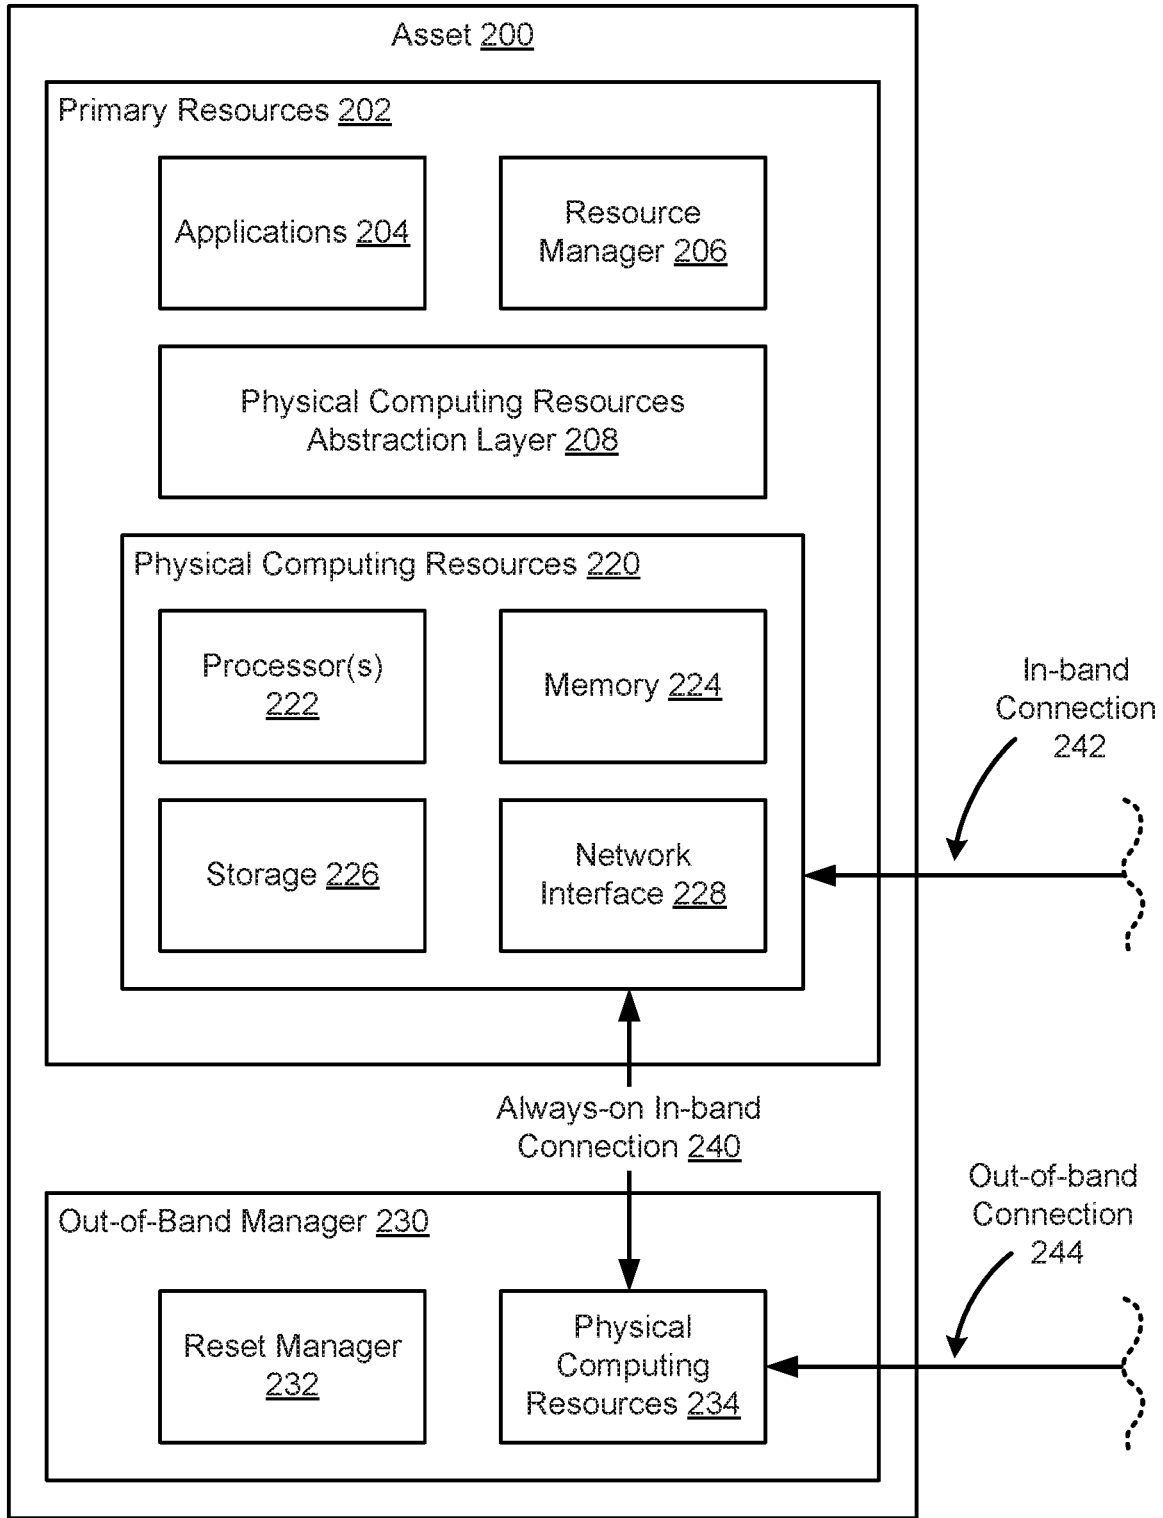 Asset 200
Primary Resources 202
Applications 204
Resource
Manager 206
Physical Computing Resources
Abstraction Layer 208
Physical Computing Resources 220
Processor(s)
222
Memory 224
Storage 226
Network
Interface 228
In-band
Connection
242
Always-on In-band
Connection 240
Out-of-Band Manager 230
Reset Manager
232
Physical
Computing
Resources 234
Out-of-band
Connection
244